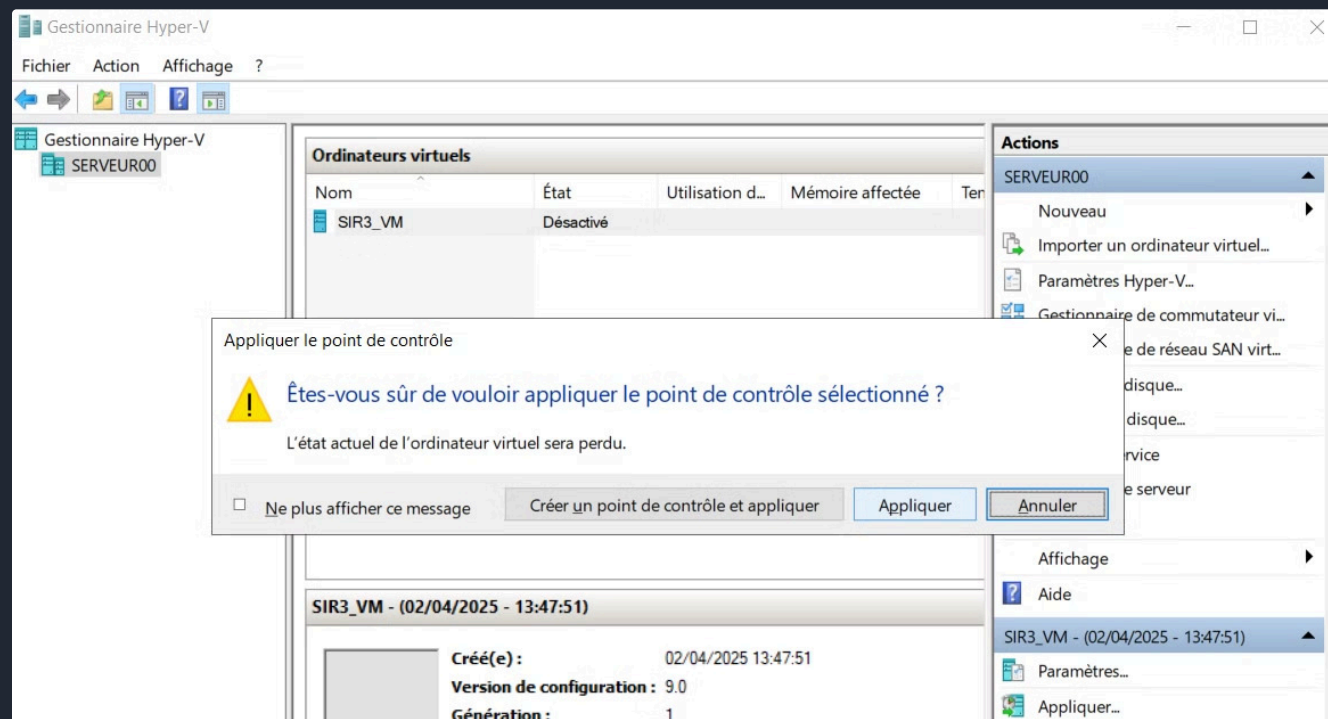 Gestionnaire Hyper-V
Fichier Action Affichage ?
Gestionnaire Hyper-V
SERVEUR00
Ordinateurs virtuels
Nom État Utilisation d... Mémoire affectée Ten
SIR3_VM Désactivé
Actions
SERVEUR00
Nouveau
Importer un ordinateur virtuel...
Paramètres Hyper-V...
Gestionnaire de commutateur vi...
e de réseau SAN virt...
disque...
disque...
rvice
e serveur
Affichage
Aide
Appliquer le point de contrôle
Êtes-vous sûr de vouloir appliquer le point de contrôle sélectionné ?
L'état actuel de l'ordinateur virtuel sera perdu.
Ne plus afficher ce message Créer un point de contrôle et appliquer Appliquer Annuler
SIR3_VM - (02/04/2025 - 13:47:51)
Créé(e) : 02/04/2025 13:47:51
Version de configuration : 9.0
Génération : 1
SIR3_VM - (02/04/2025 - 13:47:51)
Paramètres...
Appliquer...